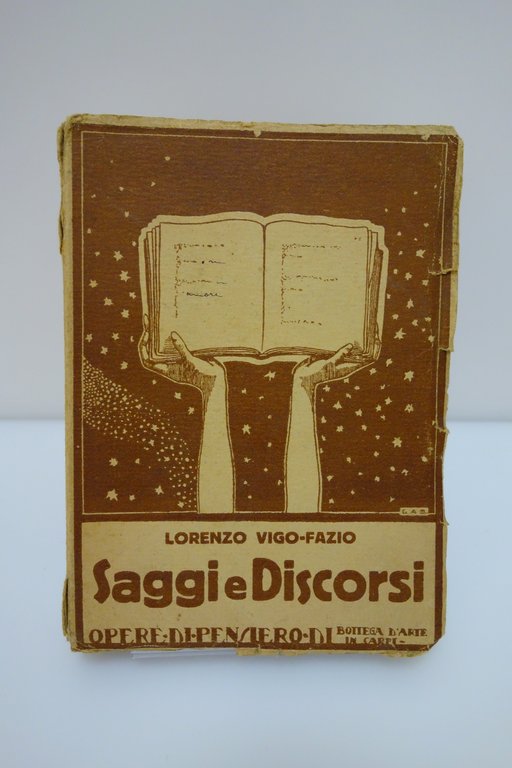 G A B
LORENZO VIGO-FAZIO
Saggi e Discorsi
OPERE·DI·PENSIERO·DI BOTTEGA D'ARTE
IN CARPI